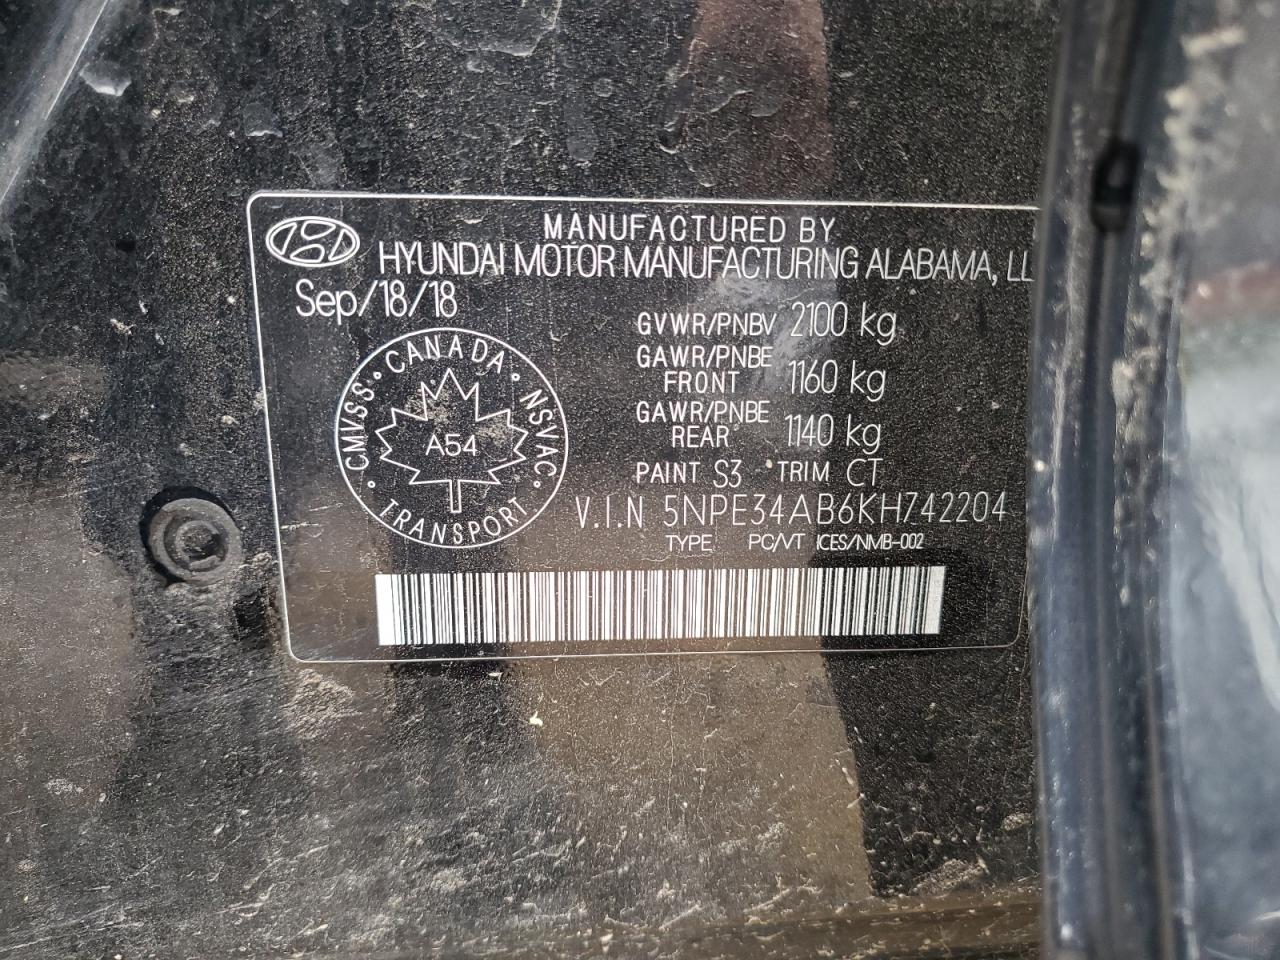 MANUFACTURED BY
HYUNDAI MOTOR MANUFACTURING ALABAMA, LL
Sep/18/18
GVWR/PNBV 2100 kg
GAWR/PNBE FRONT 1160 kg
GAWR/PNBE REAR 1140 kg
CMVSS · CANADA · NSVAC · TRANSPORT ·
A54
PAINT S3 TRIM CT
V.I.N 5NPE34AB6KH742204
TYPE PC/VT ICES/NMB-002